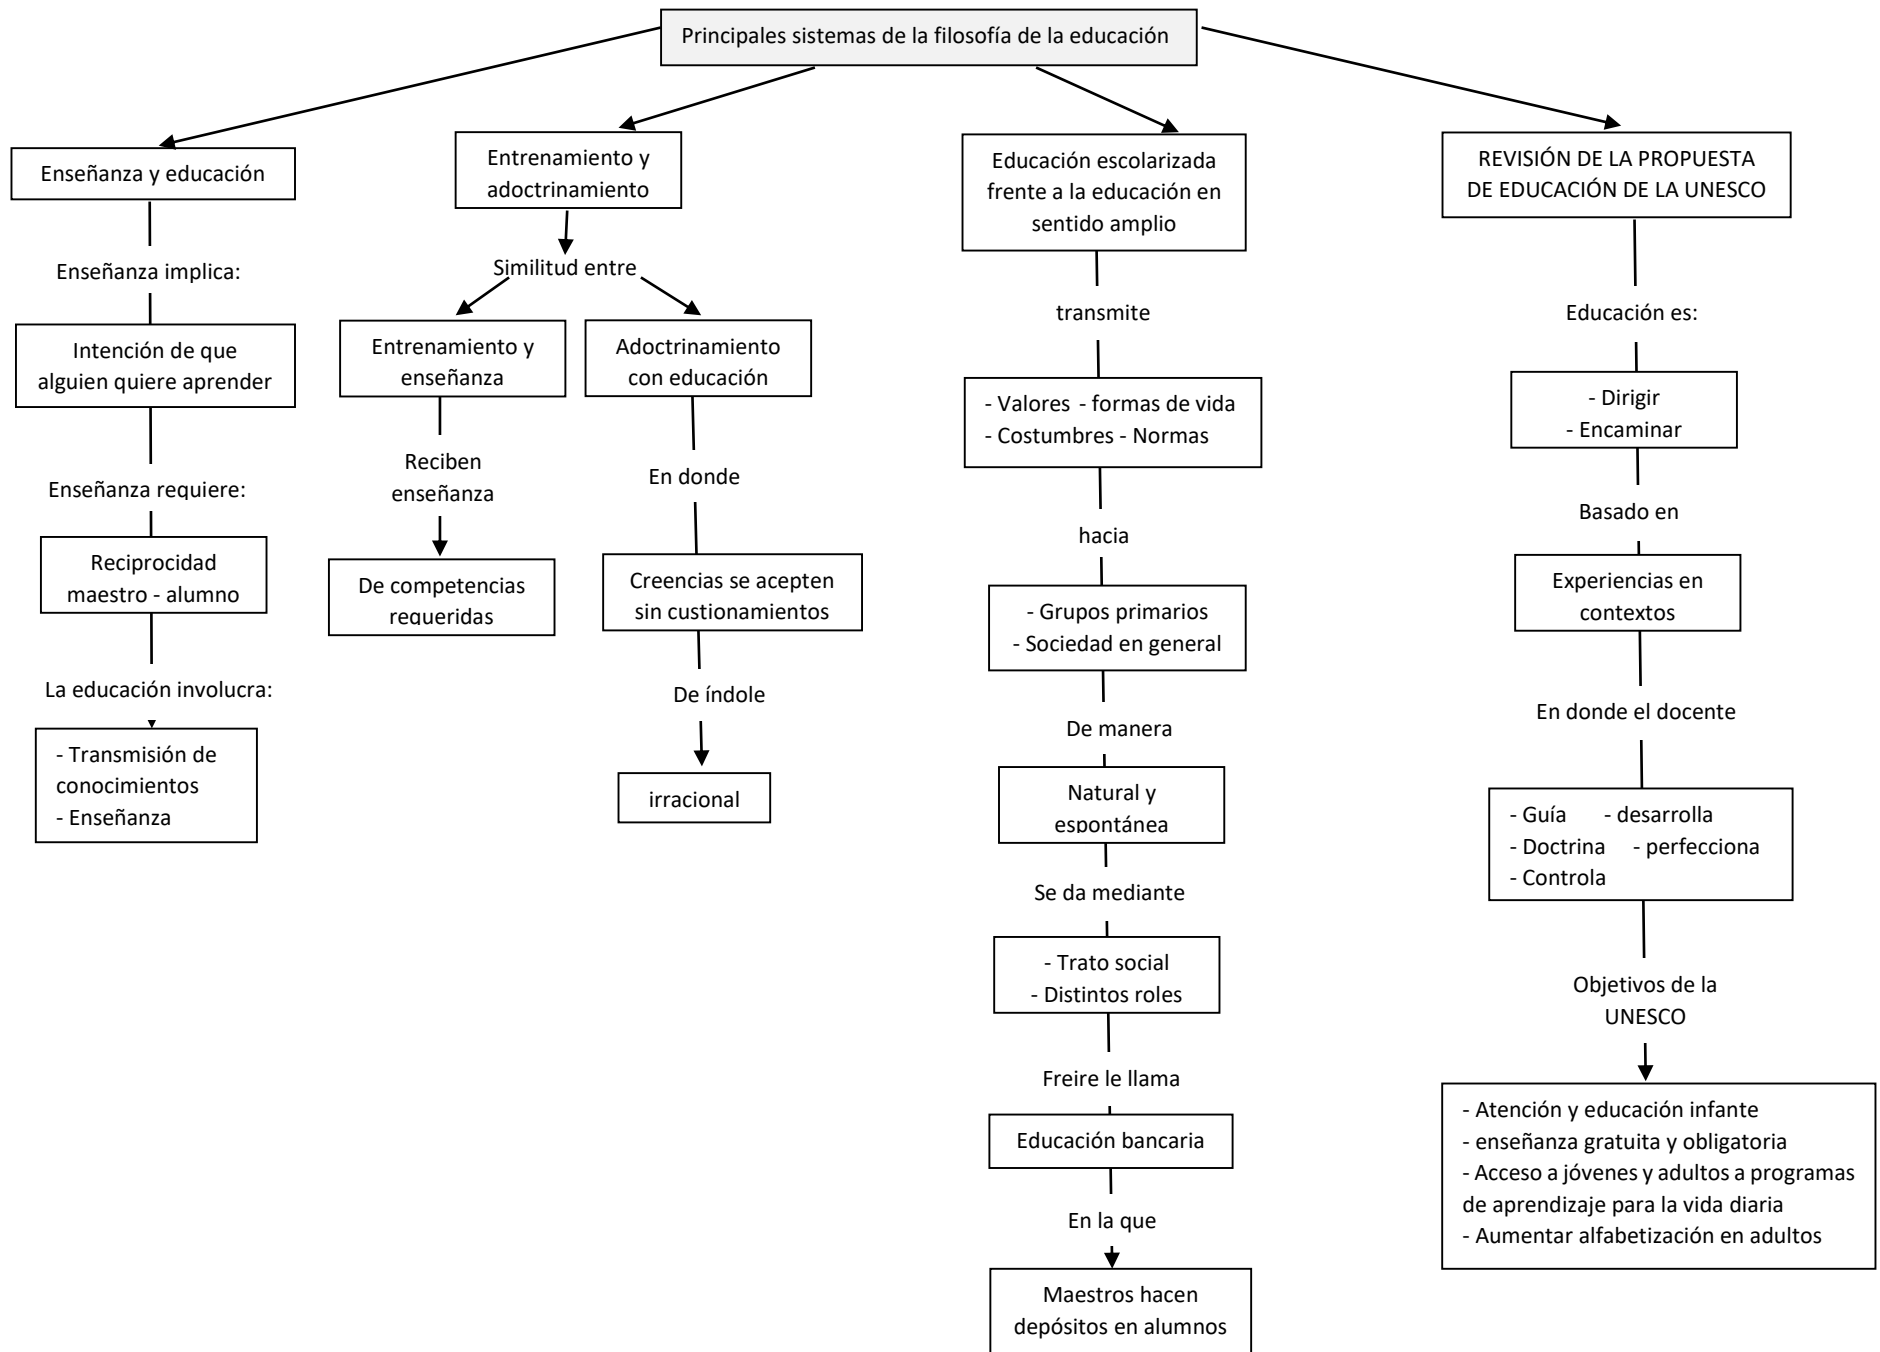 Principales sistemas de la filosofía de la educación
Enseñanza y educación
Enseñanza implica:
Intención de que
alguien quiere aprender
Enseñanza requiere:
Reciprocidad
maestro - alumno
La educación involucra:
- Transmisión de
conocimientos
- Enseñanza
Entrenamiento y
adoctrinamiento
Similitud entre
Entrenamiento y
enseñanza
Reciben
enseñanza
De competencias
requeridas
Adoctrinamiento
con educación
En donde
Creencias se acepten
sin custionamientos
De índole
irracional
Educación escolarizada
frente a la educación en
sentido amplio
transmite
- Valores - formas de vida
- Costumbres - Normas
hacia
- Grupos primarios
- Sociedad en general
De manera
Natural y
espontánea
Se da mediante
- Trato social
- Distintos roles
Freire le llama
Educación bancaria
En la que
Maestros hacen
depósitos en alumnos
REVISIÓN DE LA PROPUESTA
DE EDUCACIÓN DE LA UNESCO
Educación es:
- Dirigir
- Encaminar
Basado en
Experiencias en
contextos
En donde el docente
- Guía - desarrolla
- Doctrina - perfecciona
- Controla
Objetivos de la
UNESCO
- Atención y educación infante
- enseñanza gratuita y obligatoria
- Acceso a jóvenes y adultos a programas
de aprendizaje para la vida diaria
- Aumentar alfabetización en adultos